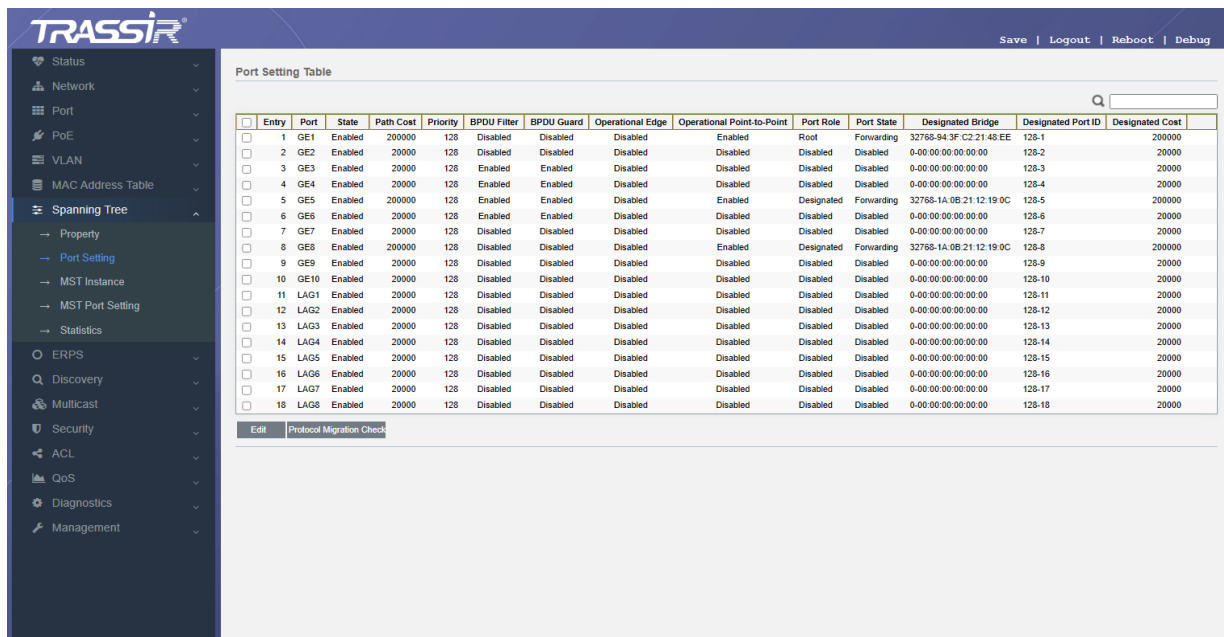 TRASSIR®
Save | Logout | Reboot | Debug
Status
Network
Port
PoE
VLAN
MAC Address Table
Spanning Tree
→ Property
→ Port Setting
→ MST Instance
→ MST Port Setting
→ Statistics
ERPS
Discovery
Multicast
Security
ACL
QoS
Diagnostics
Management
Port Setting Table
Entry Port State Path Cost Priority BPDU Filter BPDU Guard Operational Edge Operational Point-to-Point Port Role Port State Designated Bridge Designated Port ID Designated Cost
1 GE1 Enabled 200000 128 Disabled Disabled Disabled Enabled Root Forwarding 32768-94:3F:C2:21:48:EE 128-1 200000
2 GE2 Enabled 20000 128 Disabled Disabled Disabled Disabled Disabled Disabled 0-00:00:00:00:00:00 128-2 20000
3 GE3 Enabled 20000 128 Enabled Enabled Disabled Disabled Disabled Disabled 0-00:00:00:00:00:00 128-3 20000
4 GE4 Enabled 20000 128 Disabled Disabled Disabled Disabled Disabled Disabled 0-00:00:00:00:00:00 128-4 20000
5 GE5 Enabled 200000 128 Enabled Enabled Disabled Enabled Designated Forwarding 32768-1A:0B:21:12:19:0C 128-5 200000
6 GE6 Enabled 20000 128 Enabled Enabled Disabled Disabled Disabled Disabled 0-00:00:00:00:00:00 128-6 20000
7 GE7 Enabled 20000 128 Disabled Disabled Disabled Disabled Disabled Disabled 0-00:00:00:00:00:00 128-7 20000
8 GE8 Enabled 200000 128 Disabled Disabled Disabled Enabled Designated Forwarding 32768-1A:0B:21:12:19:0C 128-8 200000
9 GE9 Enabled 20000 128 Disabled Disabled Disabled Disabled Disabled Disabled 0-00:00:00:00:00:00 128-9 20000
10 GE10 Enabled 20000 128 Disabled Disabled Disabled Disabled Disabled Disabled 0-00:00:00:00:00:00 128-10 20000
11 LAG1 Enabled 20000 128 Disabled Disabled Disabled Disabled Disabled Disabled 0-00:00:00:00:00:00 128-11 20000
12 LAG2 Enabled 20000 128 Disabled Disabled Disabled Disabled Disabled Disabled 0-00:00:00:00:00:00 128-12 20000
13 LAG3 Enabled 20000 128 Disabled Disabled Disabled Disabled Disabled Disabled 0-00:00:00:00:00:00 128-13 20000
14 LAG4 Enabled 20000 128 Disabled Disabled Disabled Disabled Disabled Disabled 0-00:00:00:00:00:00 128-14 20000
15 LAG5 Enabled 20000 128 Disabled Disabled Disabled Disabled Disabled Disabled 0-00:00:00:00:00:00 128-15 20000
16 LAG6 Enabled 20000 128 Disabled Disabled Disabled Disabled Disabled Disabled 0-00:00:00:00:00:00 128-16 20000
17 LAG7 Enabled 20000 128 Disabled Disabled Disabled Disabled Disabled Disabled 0-00:00:00:00:00:00 128-17 20000
18 LAG8 Enabled 20000 128 Disabled Disabled Disabled Disabled Disabled Disabled 0-00:00:00:00:00:00 128-18 20000
Edit Protocol Migration Check